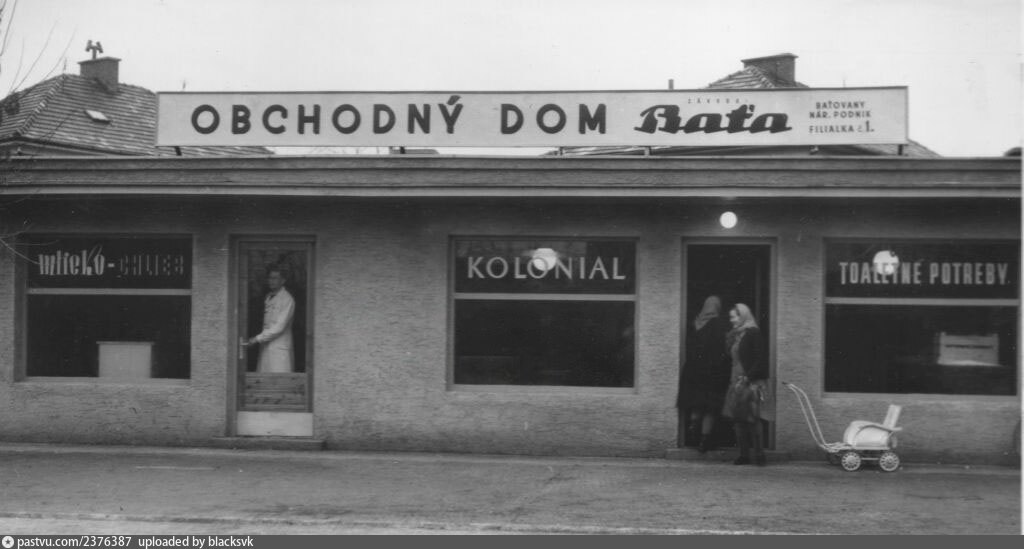 OBCHODNÝ DOM
ZÁVODY
Baťa
BAŤOVANY
NÁR. PODNIK
FILIALKA č.1.
mlieko-CHLIEB
KOLONIAL
TOALETNÉ POTREBY
pastvu.com/2376387 uploaded by blacksvk